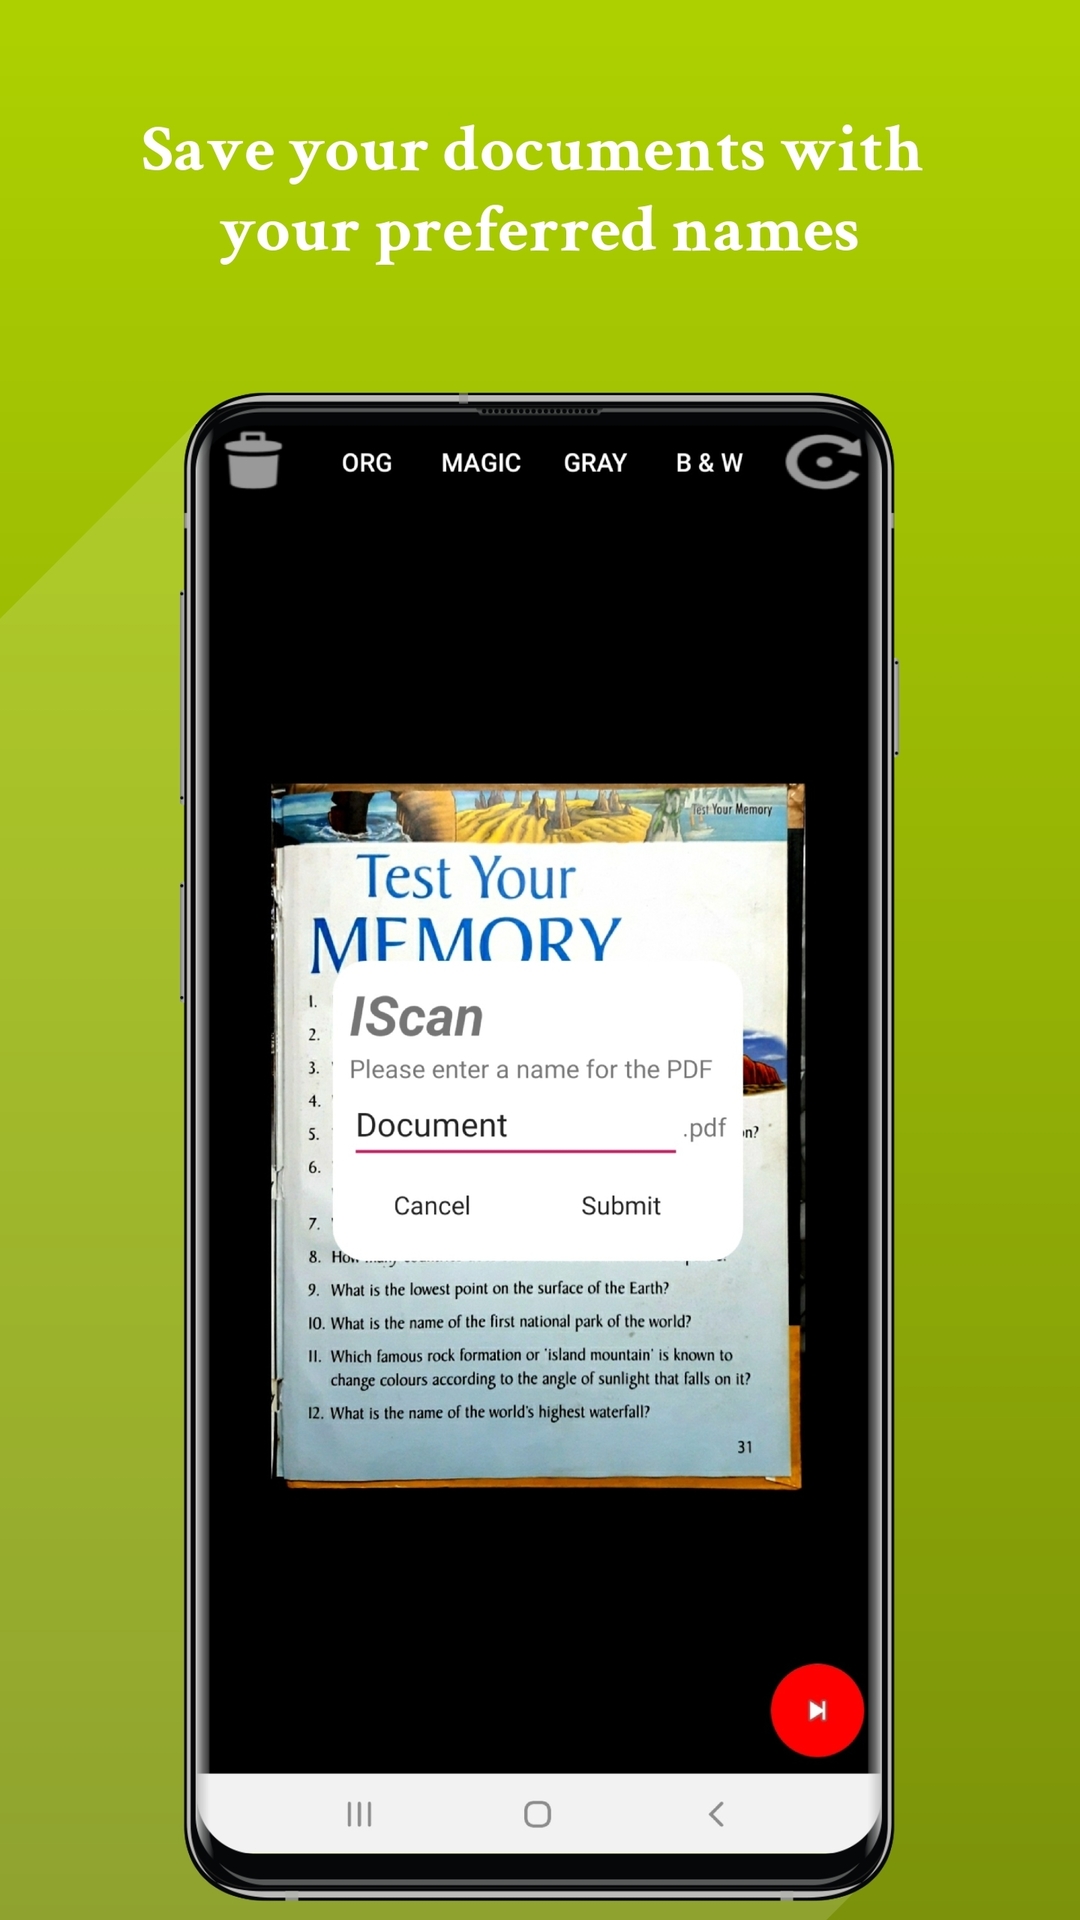 Save your documents with
your preferred names
ORG MAGIC GRAY B & W
Test Your Memory
Test Your
MEMORY
IScan
Please enter a name for the PDF
Document .pdf
Cancel Submit
1.
2.
3.
4.
5.
6.
7.
8.
9. What is the lowest point on the surface of the Earth?
10. What is the name of the first national park of the world?
11. Which famous rock formation or 'island mountain' is known to
change colours according to the angle of sunlight that falls on it?
12. What is the name of the world's highest waterfall?
31